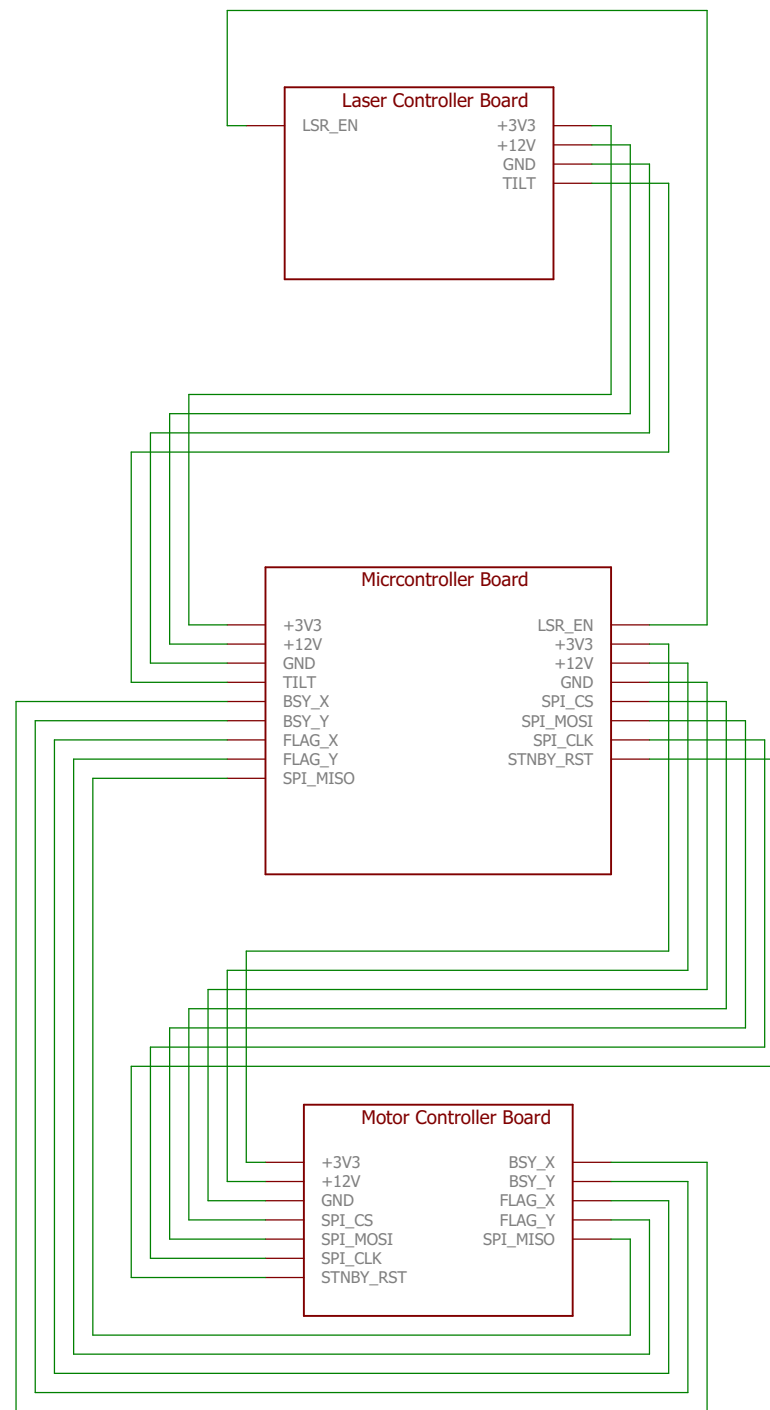 Laser Controller Board
LSR_EN
+3V3
+12V
GND
TILT
Micrcontroller Board
+3V3
+12V
GND
TILT
BSY_X
BSY_Y
FLAG_X
FLAG_Y
SPI_MISO
LSR_EN
+3V3
+12V
GND
SPI_CS
SPI_MOSI
SPI_CLK
STNBY_RST
Motor Controller Board
+3V3
+12V
GND
SPI_CS
SPI_MOSI
SPI_CLK
STNBY_RST
BSY_X
BSY_Y
FLAG_X
FLAG_Y
SPI_MISO